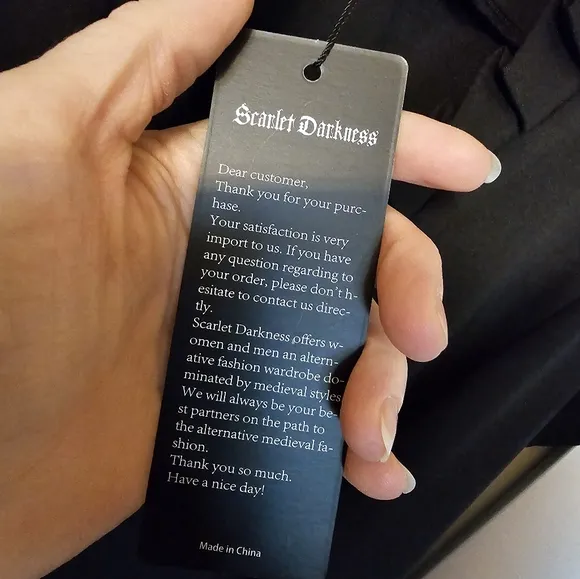 Scarlet Darkness
Dear customer,
Thank you for your purc-
hase.
Your satisfaction is very
import to us. If you have
any question regarding to
your order, please don't h-
esitate to contact us direc-
tly.
Scarlet Darkness offers w-
omen and men an altern-
ative fashion wardrobe do-
minated by medieval styles
We will always be your be-
st partners on the path to
the alternative medieval fa-
shion.
Thank you so much.
Have a nice day!
Made in China